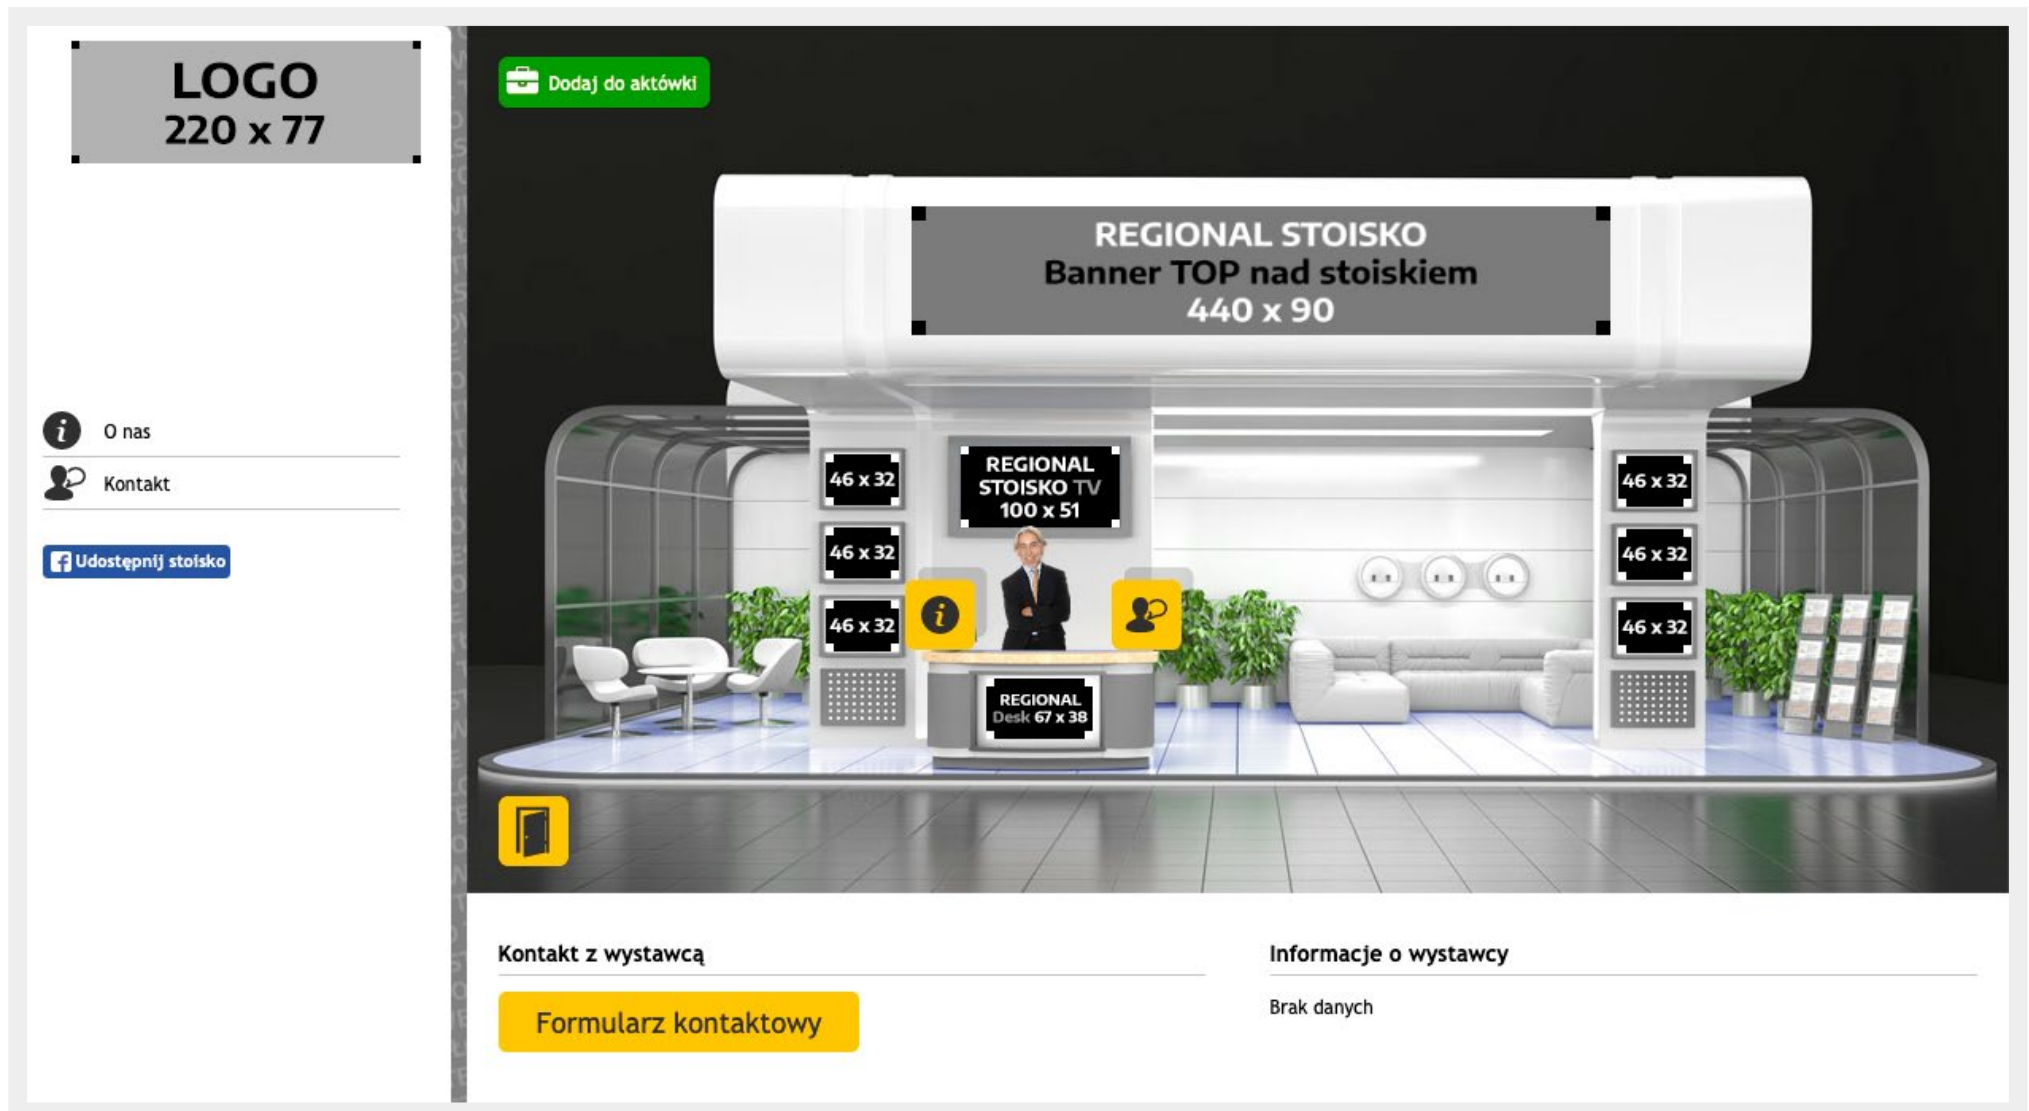 LOGO
220 x 77
O nas
Kontakt
Udostępnij stoisko
Dodaj do aktówki
REGIONAL STOISKO
Banner TOP nad stoiskiem
440 x 90
46 x 32
46 x 32
46 x 32
REGIONAL
STOISKO TV
100 x 51
REGIONAL
Desk 67 x 38
46 x 32
46 x 32
46 x 32
Kontakt z wystawcą
Formularz kontaktowy
Informacje o wystawcy
Brak danych